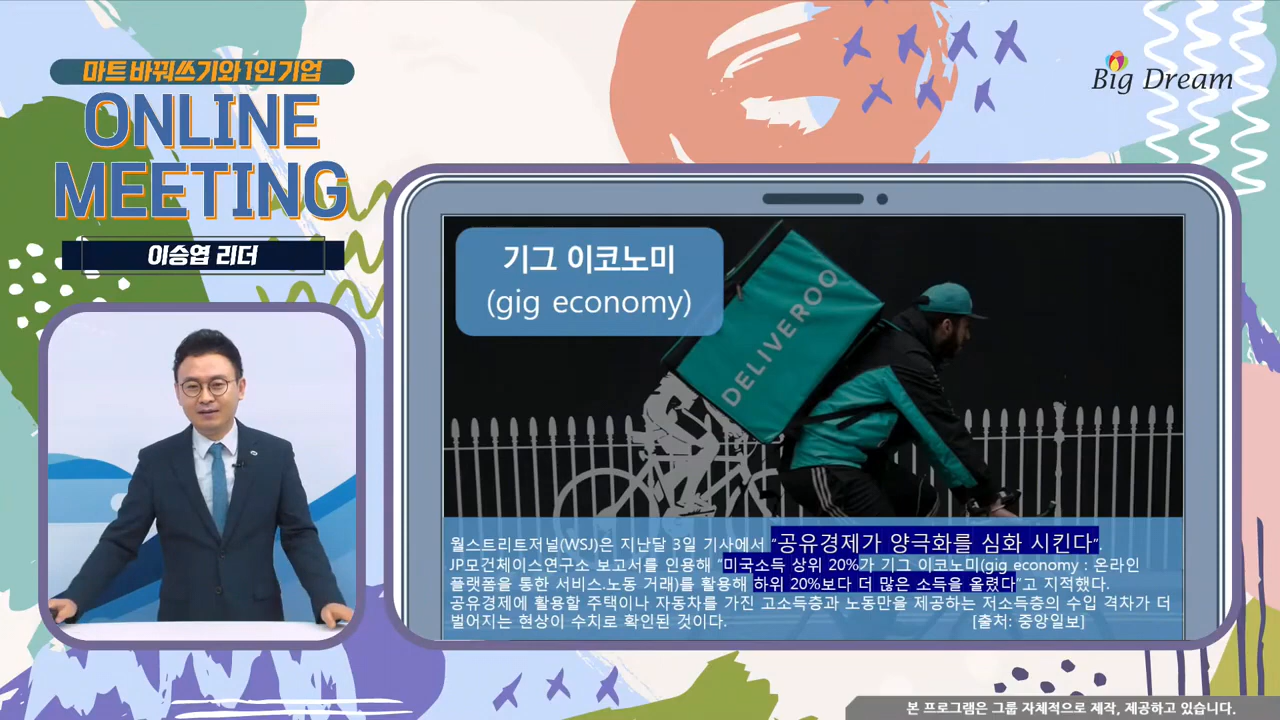 마트 바꿔쓰기와 1인 기업
ONLINE
MEETING
이승엽 리더
Big Dream
기그 이코노미
(gig economy)
DELIVEROO
월스트리트저널(WSJ)은 지난달 3일 기사에서 “공유경제가 양극화를 심화 시킨다”.
JP모건체이스연구소 보고서를 인용해 “미국소득 상위 20%가 기그 이코노미(gig economy : 온라인
플랫폼을 통한 서비스.노동 거래)를 활용해 하위 20%보다 더 많은 소득을 올렸다”고 지적했다.
공유경제에 활용할 주택이나 자동차를 가진 고소득층과 노동만을 제공하는 저소득층의 수입 격차가 더
벌어지는 현상이 수치로 확인된 것이다. [출처: 중앙일보]
본 프로그램은 그룹 자체적으로 제작, 제공하고 있습니다.